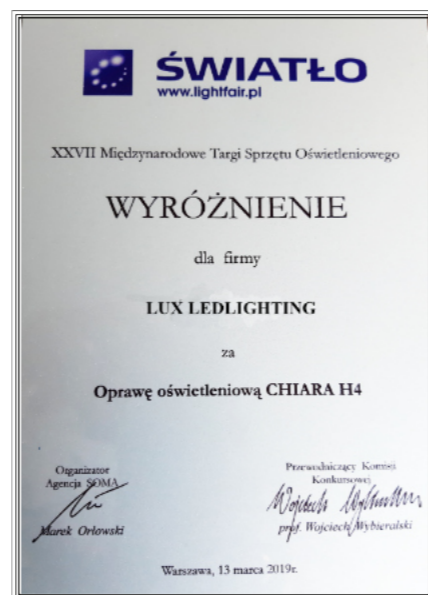 ŚWIATŁO
www.lightfair.pl
XXVII Międzynarodowe Targi Sprzętu Oświetleniowego
WYRÓŻNIENIE
dla firmy
LUX LEDLIGHTING
za
Oprawę oświetleniową CHIARA H4
Organizator
Agencja SOMA
Marek Orłowski
Przewodniczący Komisji
Konkursowej
prof. Wojciech Wybieralski
Warszawa, 13 marca 2019r.